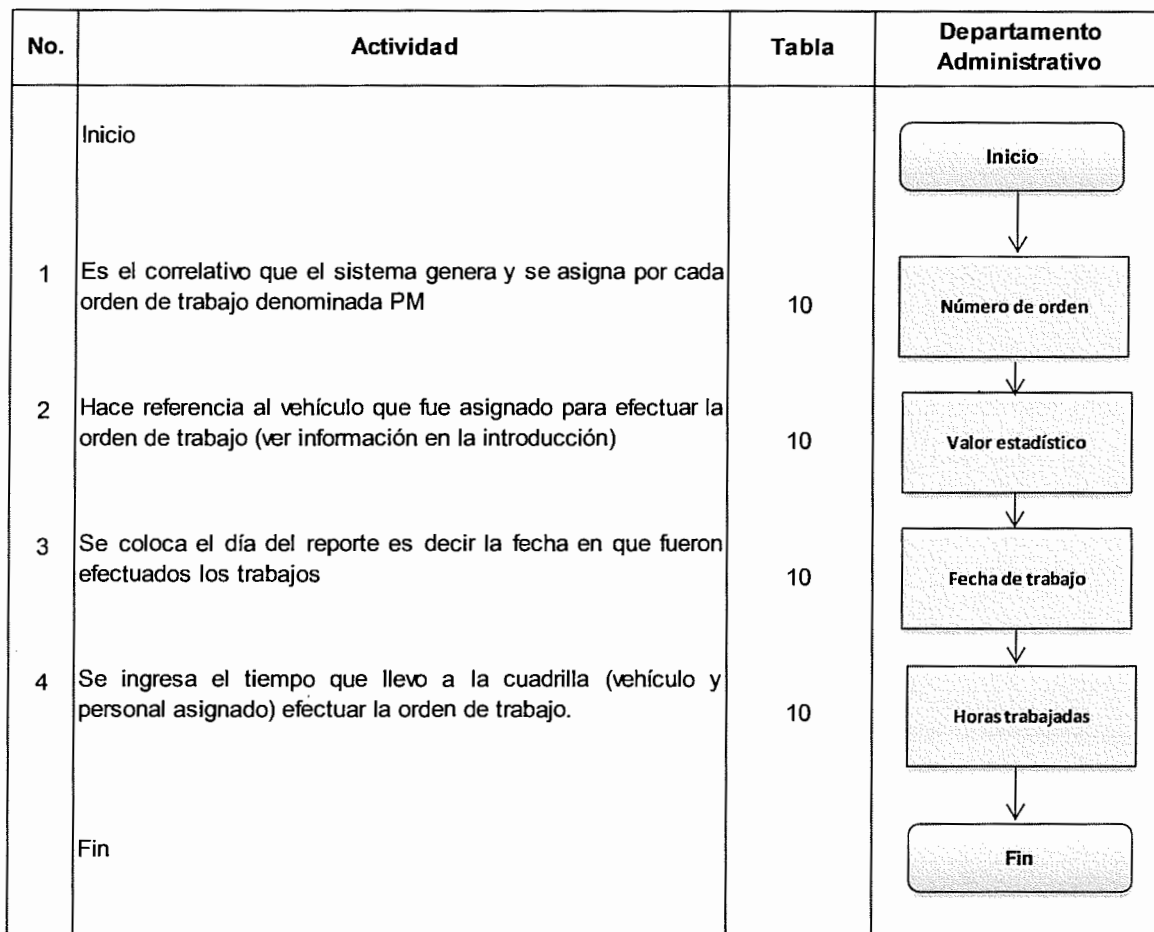 No.
Actividad
Tabla
Departamento
Administrativo
Inicio
Inicio
1
Es el correlativo que el sistema genera y se asigna por cada
orden de trabajo denominada PM
10
Número de orden
2
Hace referencia al vehículo que fue asignado para efectuar la
orden de trabajo (ver información en la introducción)
10
Valor estadístico
3
Se coloca el día del reporte es decir la fecha en que fueron
efectuados los trabajos
10
Fecha de trabajo
4
Se ingresa el tiempo que llevo a la cuadrilla (vehículo y
personal asignado) efectuar la orden de trabajo.
10
Horas trabajadas
Fin
Fin